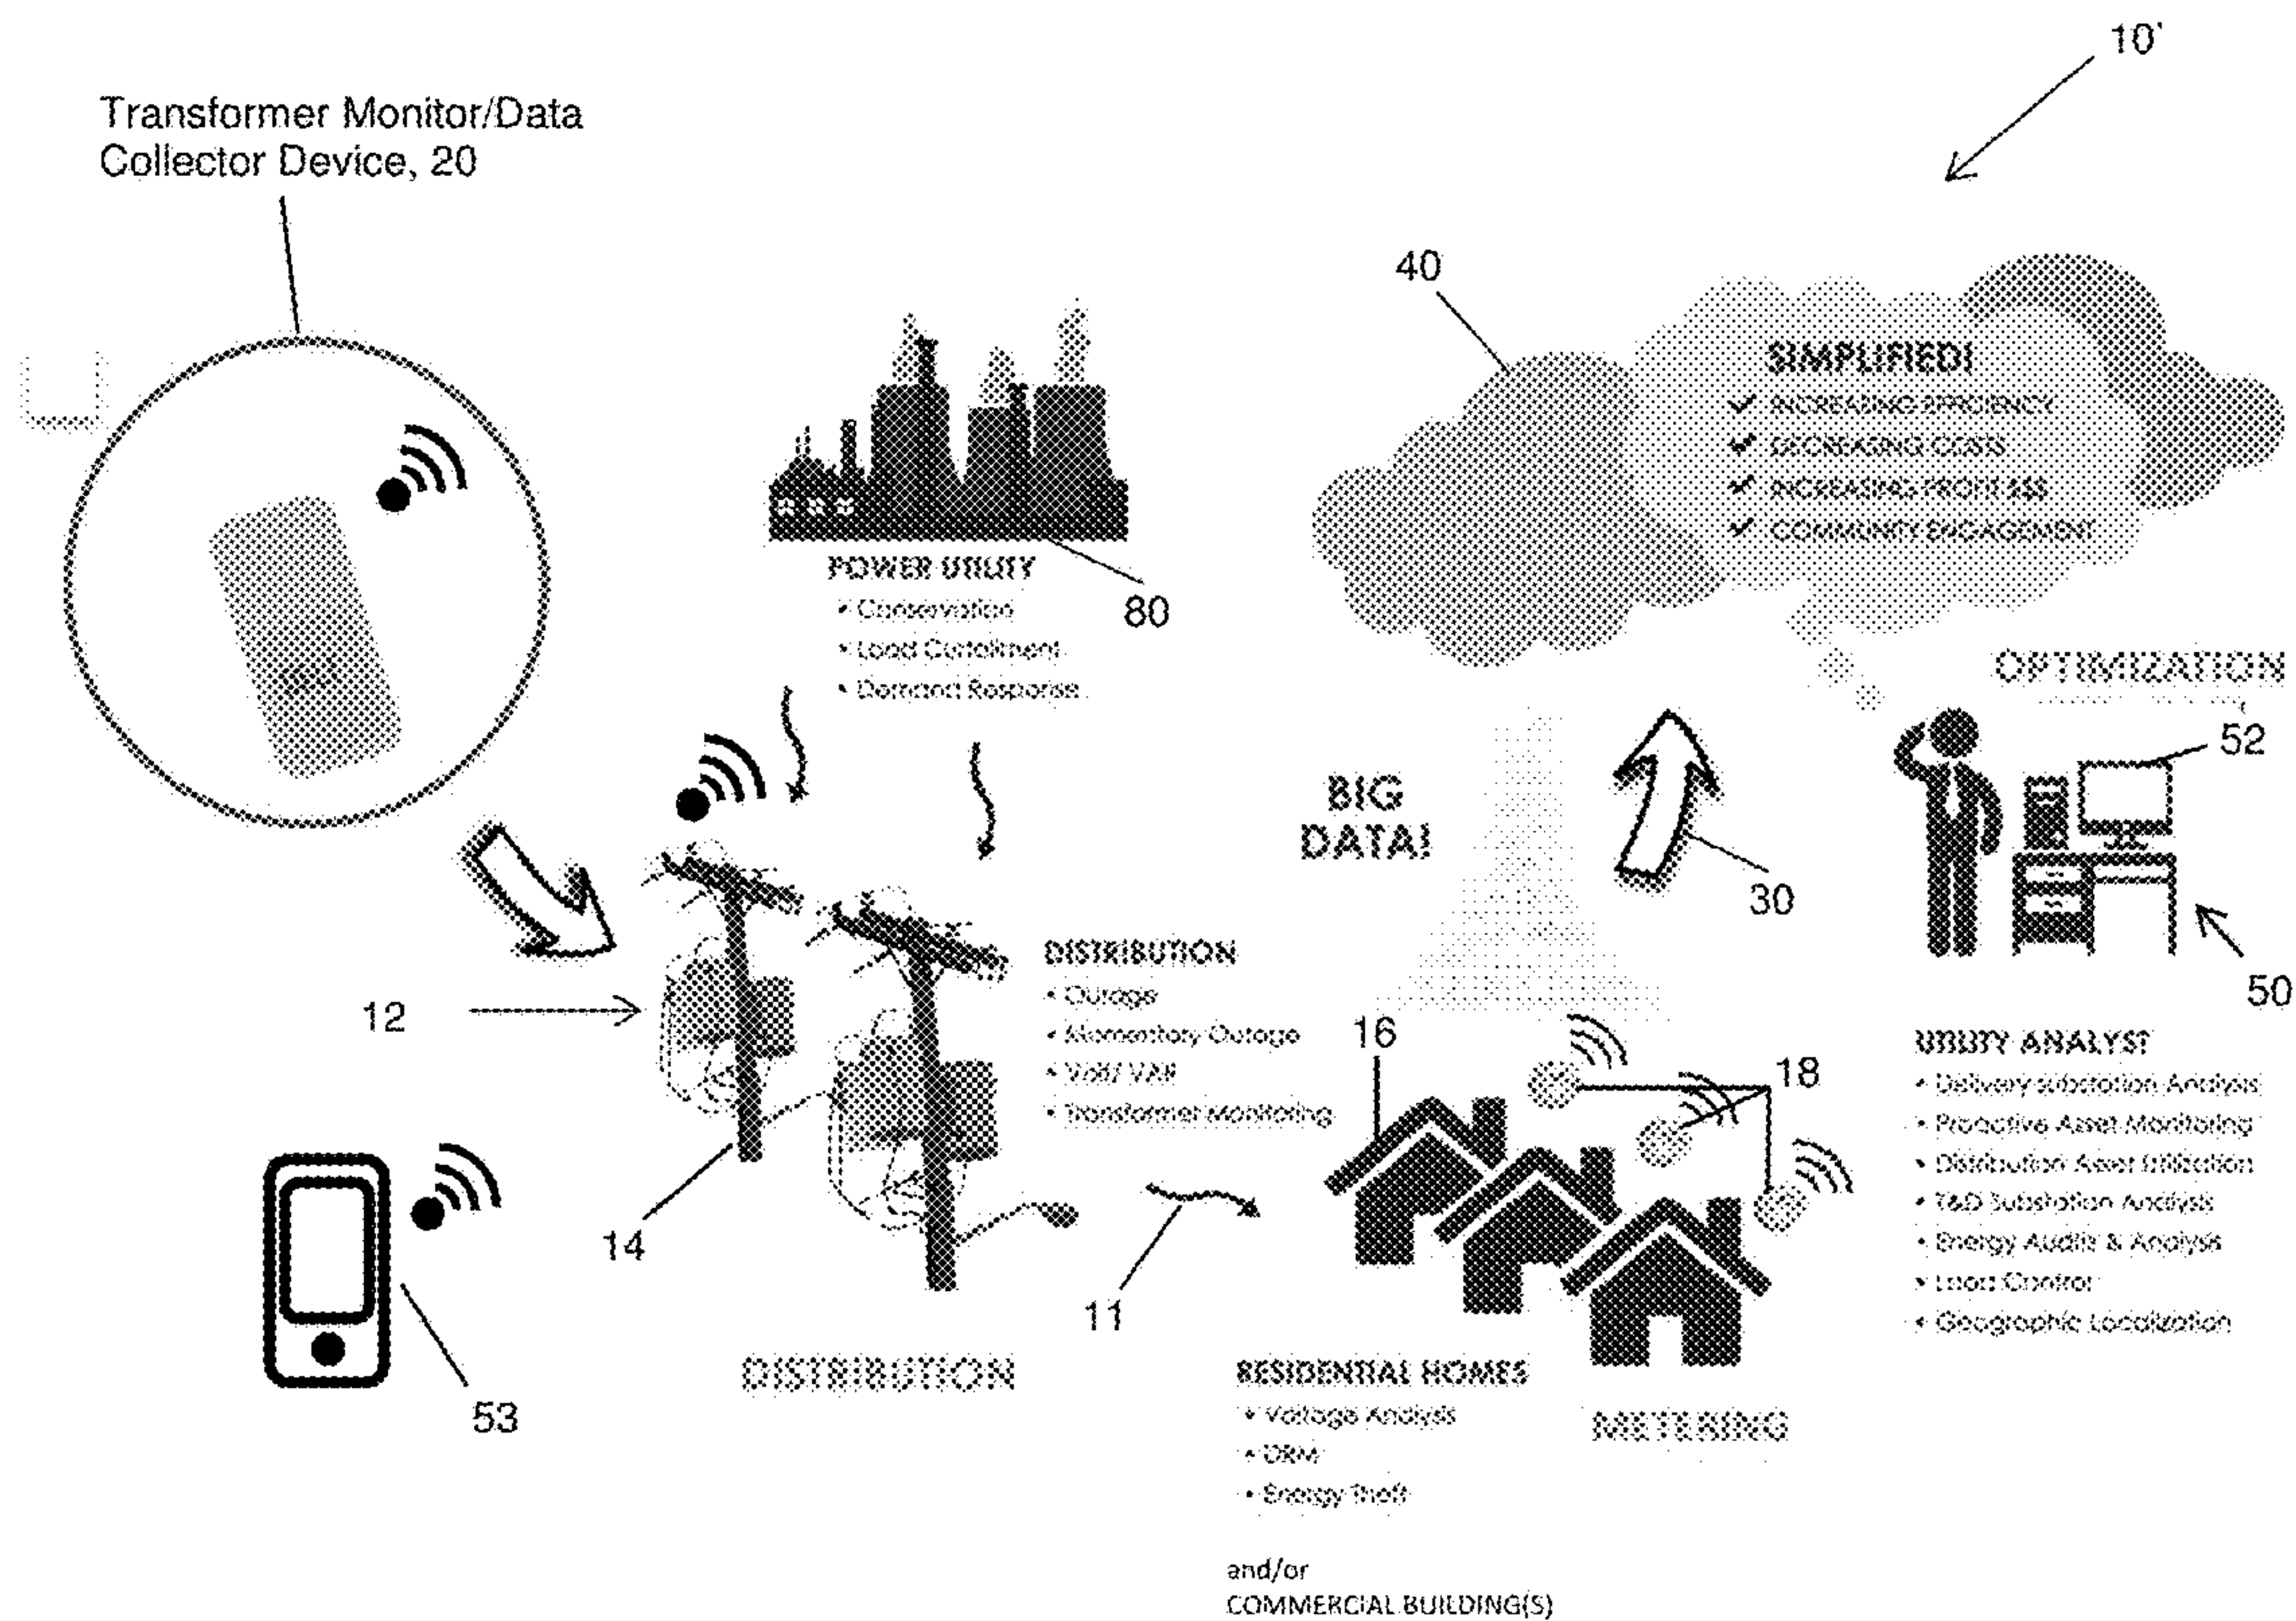 10'
Transformer Monitor/Data
Collector Device, 20
40
SIMPLIFIED!
✓ INCREASING EFFICIENCY
✓ DECREASING COSTS
✓ INCREASING PROFIT $$$
✓ COMMUNITY ENGAGEMENT
POWER UTILITY
• Conservation
• Load Curtailment
• Demand Response
80
OPTIMIZATION
52
BIG
DATA!
30
50
12
DISTRIBUTION
• Outage
• Momentary Outage
• Volt/ VAR
• Transformer Monitoring
16
18
UTILITY ANALYST
• Delivery substation Analysis
• Proactive Asset Monitoring
• Distribution Asset Utilization
• T&D Substation Analysis
• Energy Audits & Analysis
• Load Control
• Geographic Localization
14
11
53
DISTRIBUTION
RESIDENTIAL HOMES
• Voltage Analysis
• DRM
• Energy Theft
METERING
and/or
COMMERCIAL BUILDING(S)